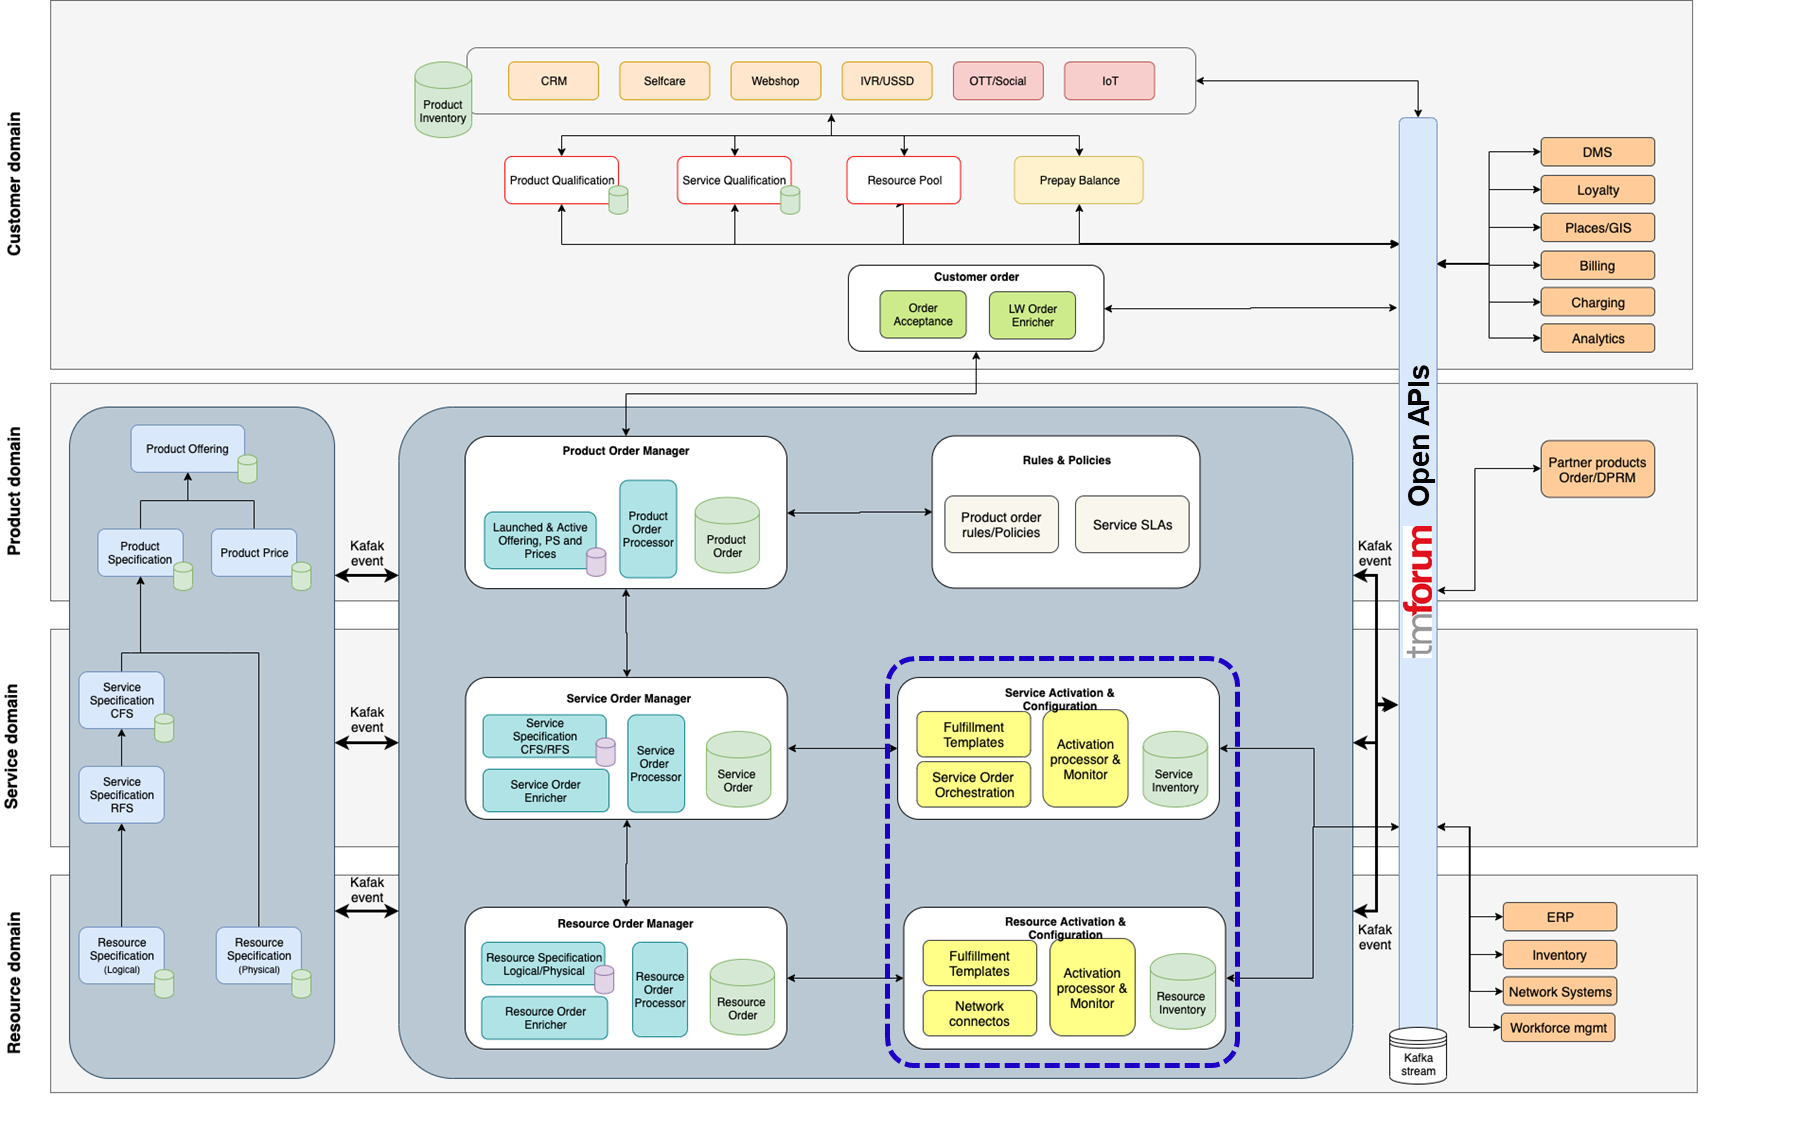 Customer domain
Product
Inventory
CRM
Selfcare
Webshop
IVR/USSD
OTT/Social
IoT
Product Qualification
Service Qualification
Resource Pool
Prepay Balance
Customer order
Order
Acceptance
LW Order
Enricher
DMS
Loyalty
Places/GIS
Billing
Charging
Analytics
tmforum Open APIs
Product domain
Product Offering
Product
Specification
Product Price
Kafak
event
Product Order Manager
Launched & Active
Offering, PS and
Prices
Product
Order
Processor
Product
Order
Rules & Policies
Product order
rules/Policies
Service SLAs
Kafak
event
Partner products
Order/DPRM
Service domain
Service
Specification
CFS
Service
Specification
RFS
Kafak
event
Service Order Manager
Service
Specification
CFS/RFS
Service Order
Enricher
Service
Order
Processor
Service
Order
Service Activation &
Configuration
Fulfillment
Templates
Service Order
Orchestration
Activation
processor &
Monitor
Service
Inventory
Resource domain
Resource
Specification
(Logical)
Resource
Specification
(Physical)
Kafak
event
Resource Order Manager
Resource Specification
Logical/Physical
Resource Order
Enricher
Resource
Order
Processor
Resource
Order
Resource Activation &
Configuration
Fulfillment
Templates
Network
connectos
Activation
processor &
Monitor
Resource
Inventory
Kafak
event
ERP
Inventory
Network Systems
Workforce mgmt
Kafka
stream